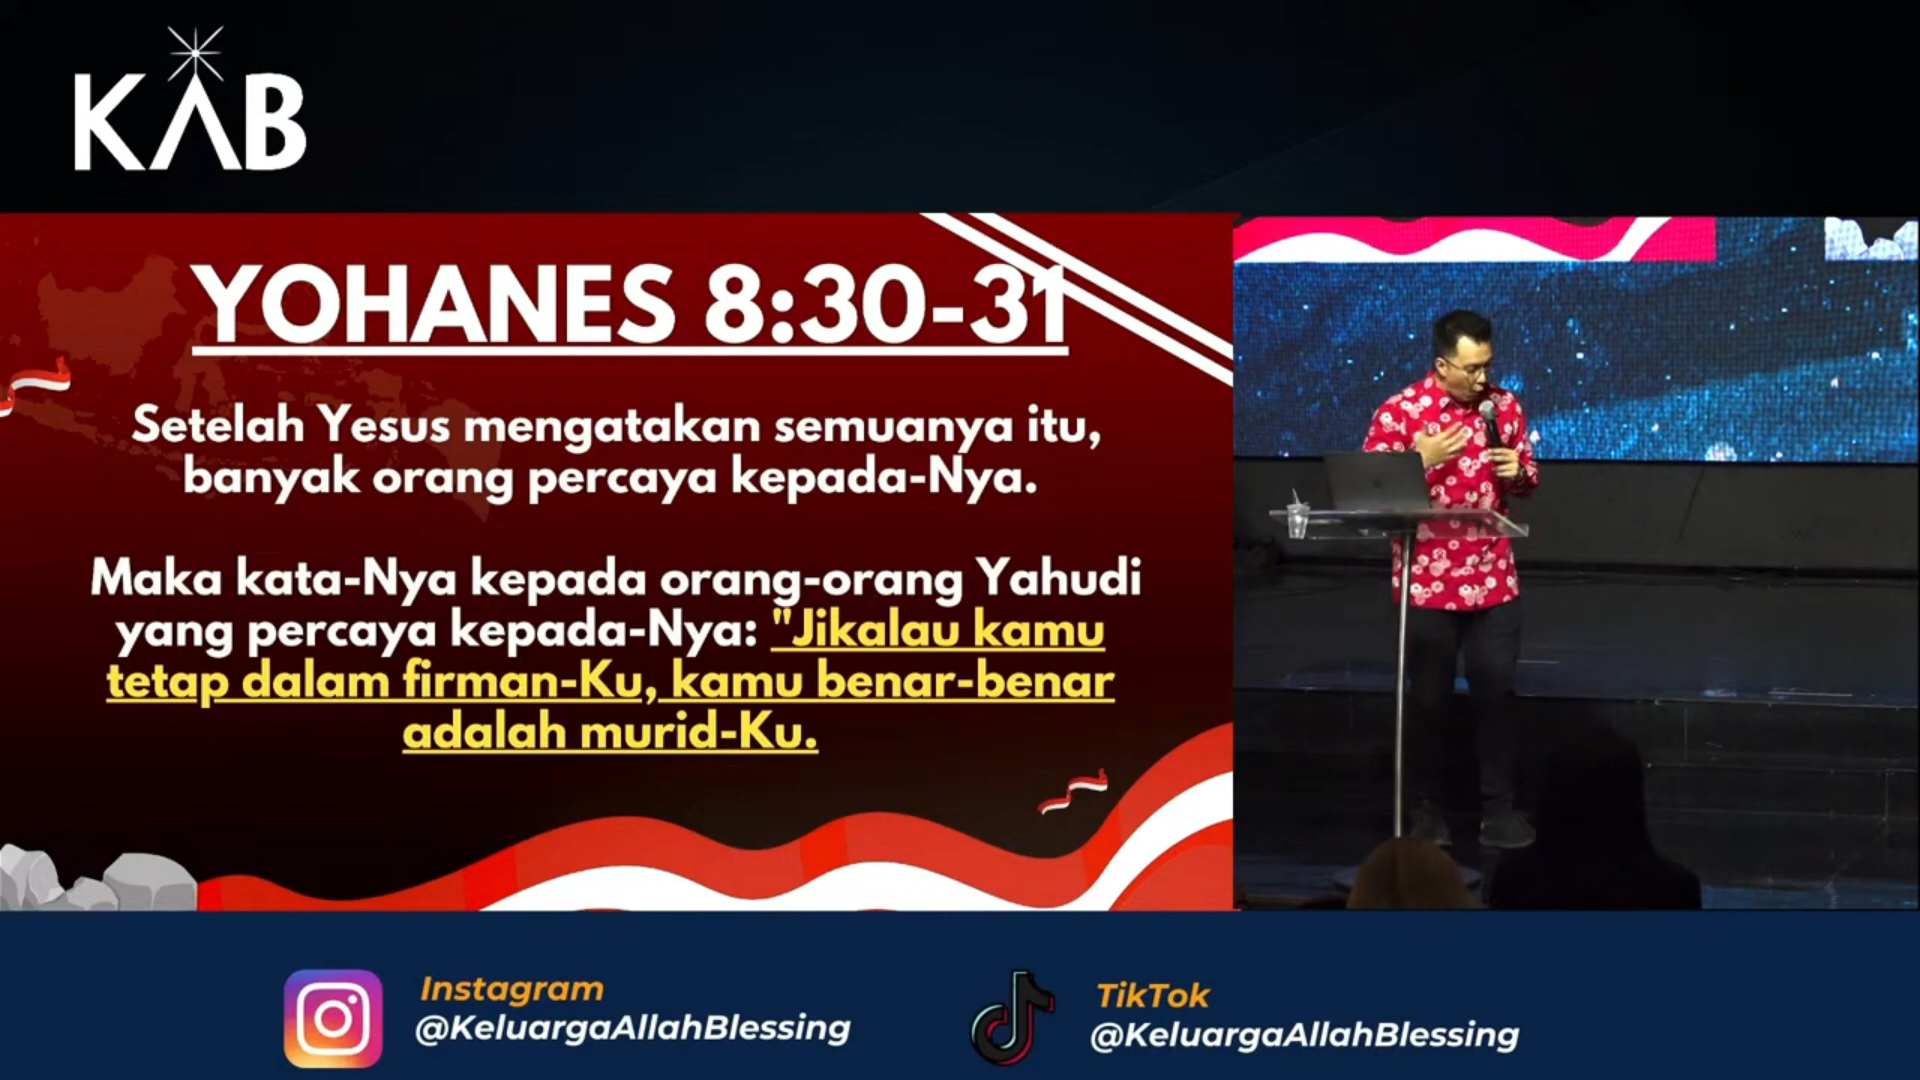 KAB
YOHANES 8:30-31
Setelah Yesus mengatakan semuanya itu,
banyak orang percaya kepada-Nya.
Maka kata-Nya kepada orang-orang Yahudi
yang percaya kepada-Nya: "Jikalau kamu
tetap dalam firman-Ku, kamu benar-benar
adalah murid-Ku.
Instagram
@KeluargaAllahBlessing
TikTok
@KeluargaAllahBlessing